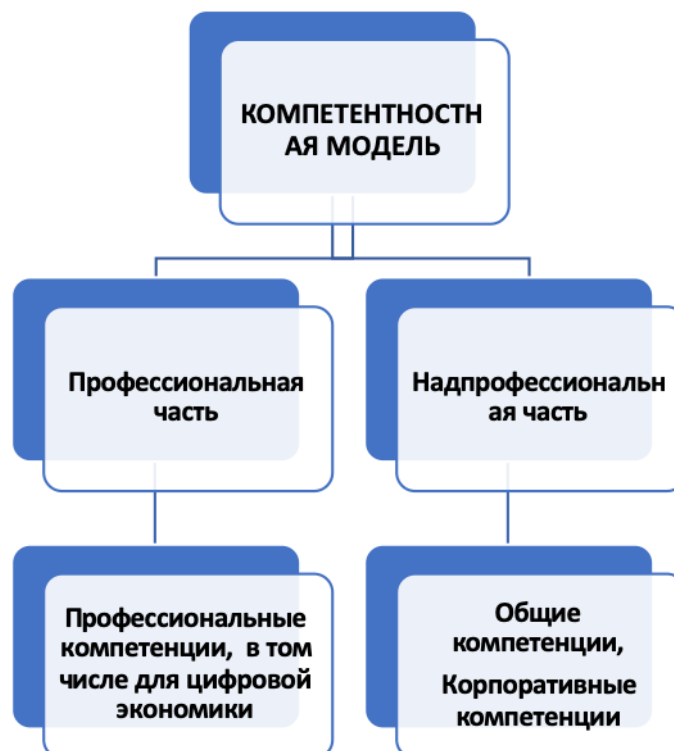 КОМПЕТЕНТНОСТН
АЯ МОДЕЛЬ
Профессиональная
часть
Надпрофессиональн
ая часть
Профессиональные
компетенции,  в том
числе для цифровой
экономики
Общие
компетенции,
Корпоративные
компетенции